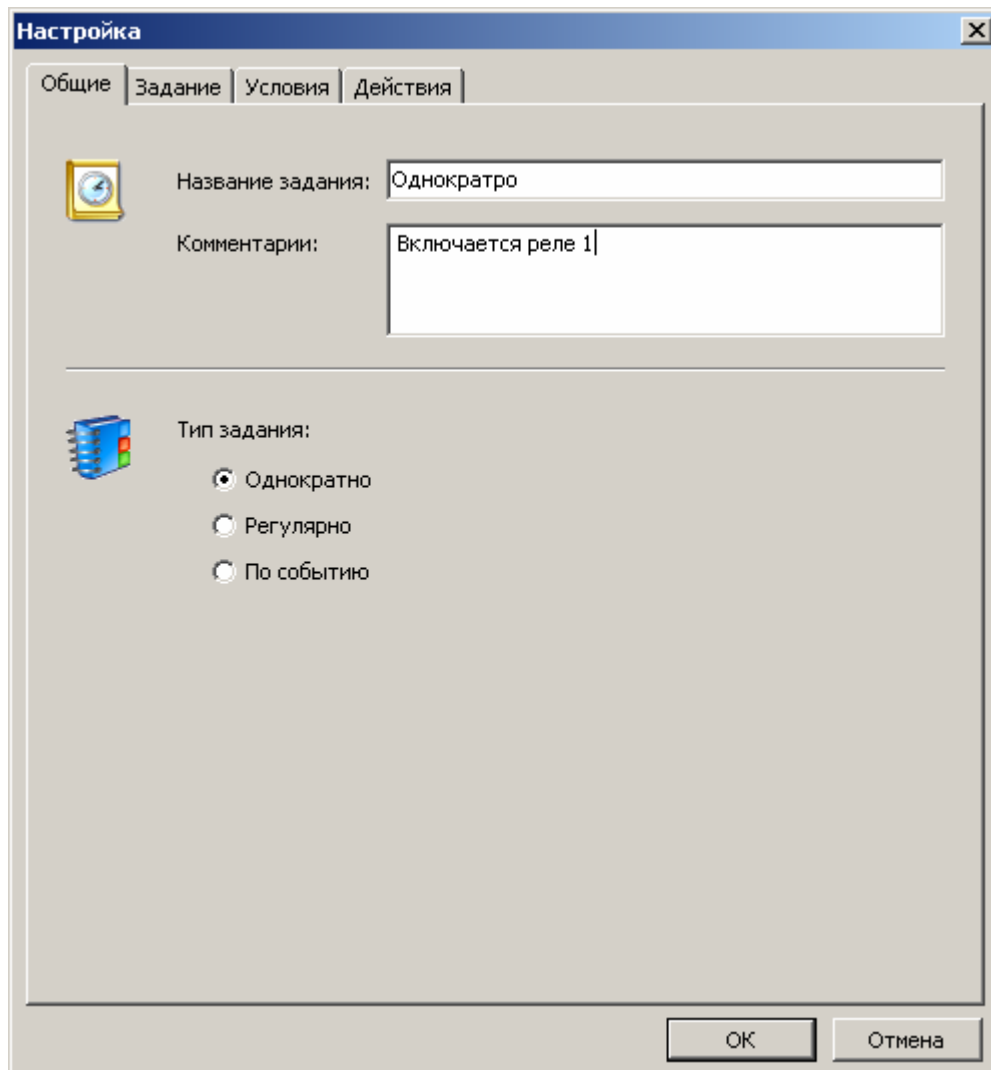 Настройка
Общие Задание Условия Действия
Название задания: Однократро
Комментарии: Включается реле 1
Тип задания:
Однократно
Регулярно
По событию
OK Отмена